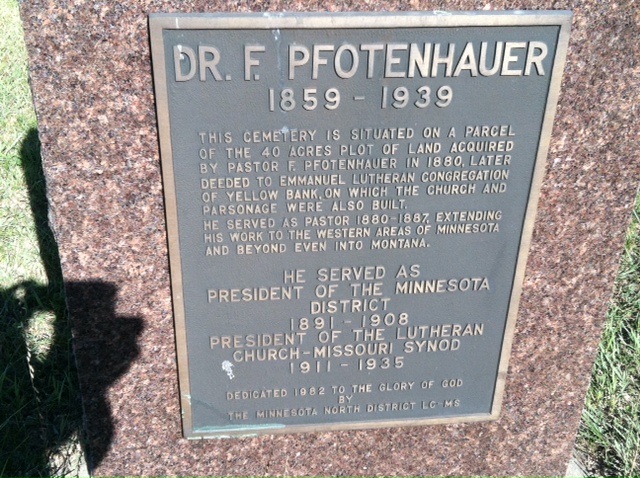 DR. F. PFOTENHAUER
1859 - 1939
THIS CEMETERY IS SITUATED ON A PARCEL
OF THE 40 ACRES PLOT OF LAND ACQUIRED
BY PASTOR F. PFOTENHAUER IN 1880, LATER
DEEDED TO EMMANUEL LUTHERAN CONGREGATION
OF YELLOW BANK, ON WHICH THE CHURCH AND
PARSONAGE WERE ALSO BUILT.
HE SERVED AS PASTOR 1880-1887, EXTENDING
HIS WORK TO THE WESTERN AREAS OF MINNESOTA
AND BEYOND EVEN INTO MONTANA.
HE SERVED AS
PRESIDENT OF THE MINNESOTA
DISTRICT
1891 - 1908
PRESIDENT OF THE LUTHERAN
CHURCH-MISSOURI SYNOD
1911 - 1935
DEDICATED 1982 TO THE GLORY OF GOD
BY
THE MINNESOTA NORTH DISTRICT LC-MS